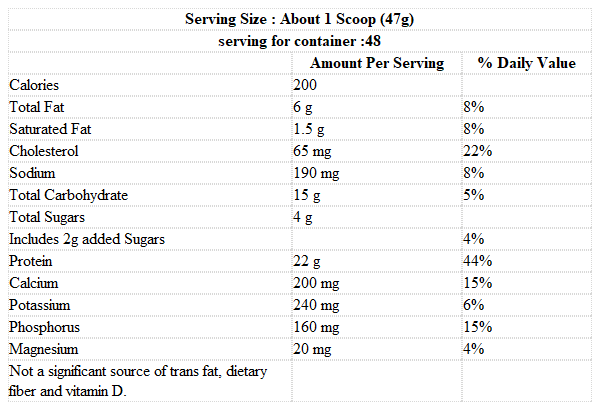 Serving Size : About 1 Scoop (47g)
serving for container :48
Amount Per Serving % Daily Value
Calories 200
Total Fat 6 g 8%
Saturated Fat 1.5 g 8%
Cholesterol 65 mg 22%
Sodium 190 mg 8%
Total Carbohydrate 15 g 5%
Total Sugars 4 g
Includes 2g added Sugars 4%
Protein 22 g 44%
Calcium 200 mg 15%
Potassium 240 mg 6%
Phosphorus 160 mg 15%
Magnesium 20 mg 4%
Not a significant source of trans fat, dietary
fiber and vitamin D.